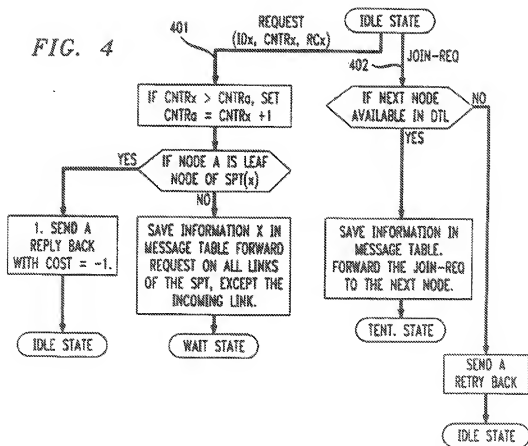 FIG. 4
401
REQUEST
(IDx, CNTRx, RCx)
IDLE STATE
402
JOIN-REQ
IF CNTRx > CNTRa, SET
CNTRa = CNTRx +1
IF NEXT NODE
AVAILABLE IN DTL
NO
YES
YES
IF NODE A IS LEAF
NODE OF SPT(x)
NO
1. SEND A
REPLY BACK
WITH COST = -1.
SAVE INFORMATION X IN
MESSAGE TABLE FORWARD
REQUEST ON ALL LINKS
OF THE SPT, EXCEPT THE
INCOMING LINK.
SAVE INFORMATION IN
MESSAGE TABLE.
FORWARD THE JOIN-REQ
TO THE NEXT NODE.
IDLE STATE
WAIT STATE
TENT. STATE
SEND A
RETRY BACK
IDLE STATE